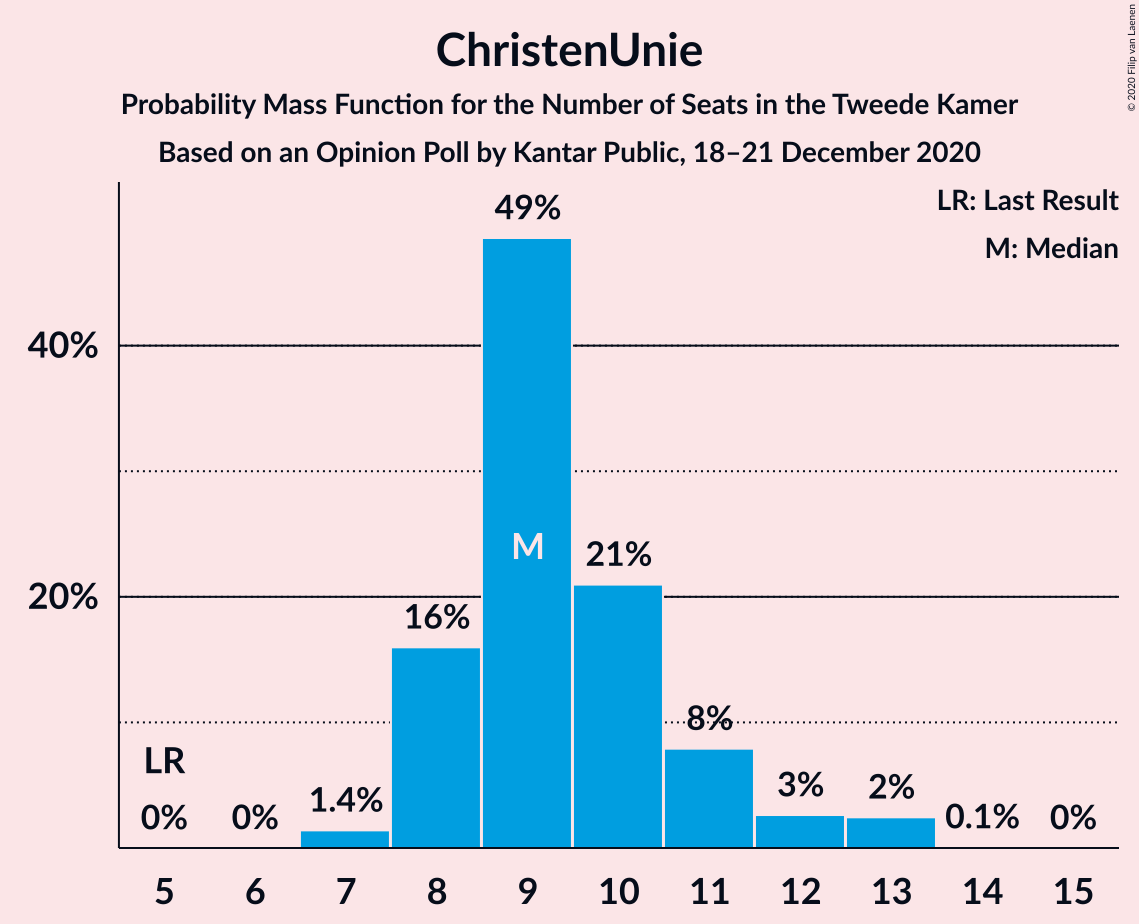 ChristenUnie
Probability Mass Function for the Number of Seats in the Tweede Kamer
Based on an Opinion Poll by Kantar Public, 18–21 December 2020
© 2020 Filip van Laenen
LR: Last Result
M: Median
49%
40%
M
21%
20%
16%
8%
LR
1.4%
3%
2%
0%
0%
0.1%
0%
5 6 7 8 9 10 11 12 13 14 15